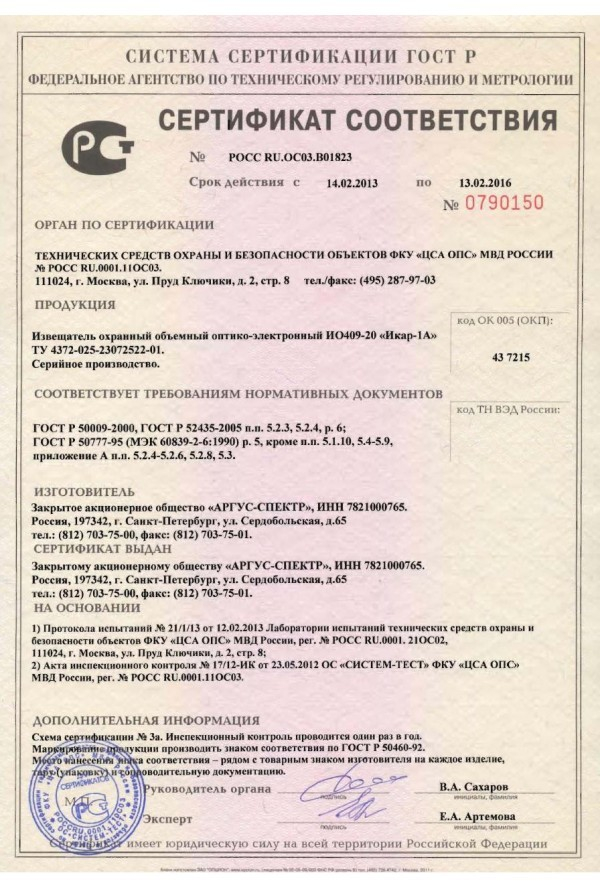 СИСТЕМА СЕРТИФИКАЦИИ ГОСТ Р
ФЕДЕРАЛЬНОЕ АГЕНТСТВО ПО ТЕХНИЧЕСКОМУ РЕГУЛИРОВАНИЮ И МЕТРОЛОГИИ
СЕРТИФИКАТ СООТВЕТСТВИЯ
№ РОСС RU.ОС03.В01823
Срок действия с 14.02.2013 по 13.02.2016
№ 0790150
ОРГАН ПО СЕРТИФИКАЦИИ
ТЕХНИЧЕСКИХ СРЕДСТВ ОХРАНЫ И БЕЗОПАСНОСТИ ОБЪЕКТОВ ФКУ «ЦСА ОПС» МВД РОССИИ
№ РОСС RU.0001.11ОС03.
111024, г. Москва, ул. Пруд Ключики, д. 2, стр. 8 тел./факс: (495) 287-97-03
ПРОДУКЦИЯ
Извещатель охранный объемный оптико-электронный ИО409-20 «Икар-1А»
ТУ 4372-025-23072522-01.
Серийное производство.
код ОК 005 (ОКП):
43 7215
СООТВЕТСТВУЕТ ТРЕБОВАНИЯМ НОРМАТИВНЫХ ДОКУМЕНТОВ
код ТН ВЭД России:
ГОСТ Р 50009-2000, ГОСТ Р 52435-2005 п.п. 5.2.3, 5.2.4, р. 6;
ГОСТ Р 50777-95 (МЭК 60839-2-6:1990) р. 5, кроме п.п. 5.1.10, 5.4-5.9,
приложение А п.п. 5.2.4-5.2.6, 5.2.8, 5.3.
ИЗГОТОВИТЕЛЬ
Закрытое акционерное общество «АРГУС-СПЕКТР», ИНН 7821000765.
Россия, 197342, г. Санкт-Петербург, ул. Сердобольская, д.65
тел.: (812) 703-75-00, факс: (812) 703-75-01.
СЕРТИФИКАТ ВЫДАН
Закрытому акционерному обществу «АРГУС-СПЕКТР», ИНН 7821000765.
Россия, 197342, г. Санкт-Петербург, ул. Сердобольская, д.65
тел.: (812) 703-75-00, факс: (812) 703-75-01.
НА ОСНОВАНИИ
1) Протокола испытаний № 21/1/13 от 12.02.2013 Лаборатории испытаний технических средств охраны и
безопасности объектов ФКУ «ЦСА ОПС» МВД России, рег. № РОСС RU.0001. 21ОС02,
111024, г. Москва, ул. Пруд Ключики, д. 2, стр. 8;
2) Акта инспекционного контроля № 17/12-ИК от 23.05.2012 ОС «СИСТЕМ-ТЕСТ» ФКУ «ЦСА ОПС»
МВД России, рег. № РОСС RU.0001.11ОС03.
ДОПОЛНИТЕЛЬНАЯ ИНФОРМАЦИЯ
Схема сертификации № 3а. Инспекционный контроль проводится один раз в год.
Маркирование продукции производить знаком соответствия по ГОСТ Р 50460-92.
Место нанесения знака соответствия – рядом с товарным знаком изготовителя на каждое изделие,
тару (упаковку) и сопроводительную документацию.
Руководитель органа
подпись
В.А. Сахаров
инициалы, фамилия
М.П.
Эксперт
подпись
Е.А. Артемова
инициалы, фамилия
Сертификат имеет юридическую силу на всей территории Российской Федерации